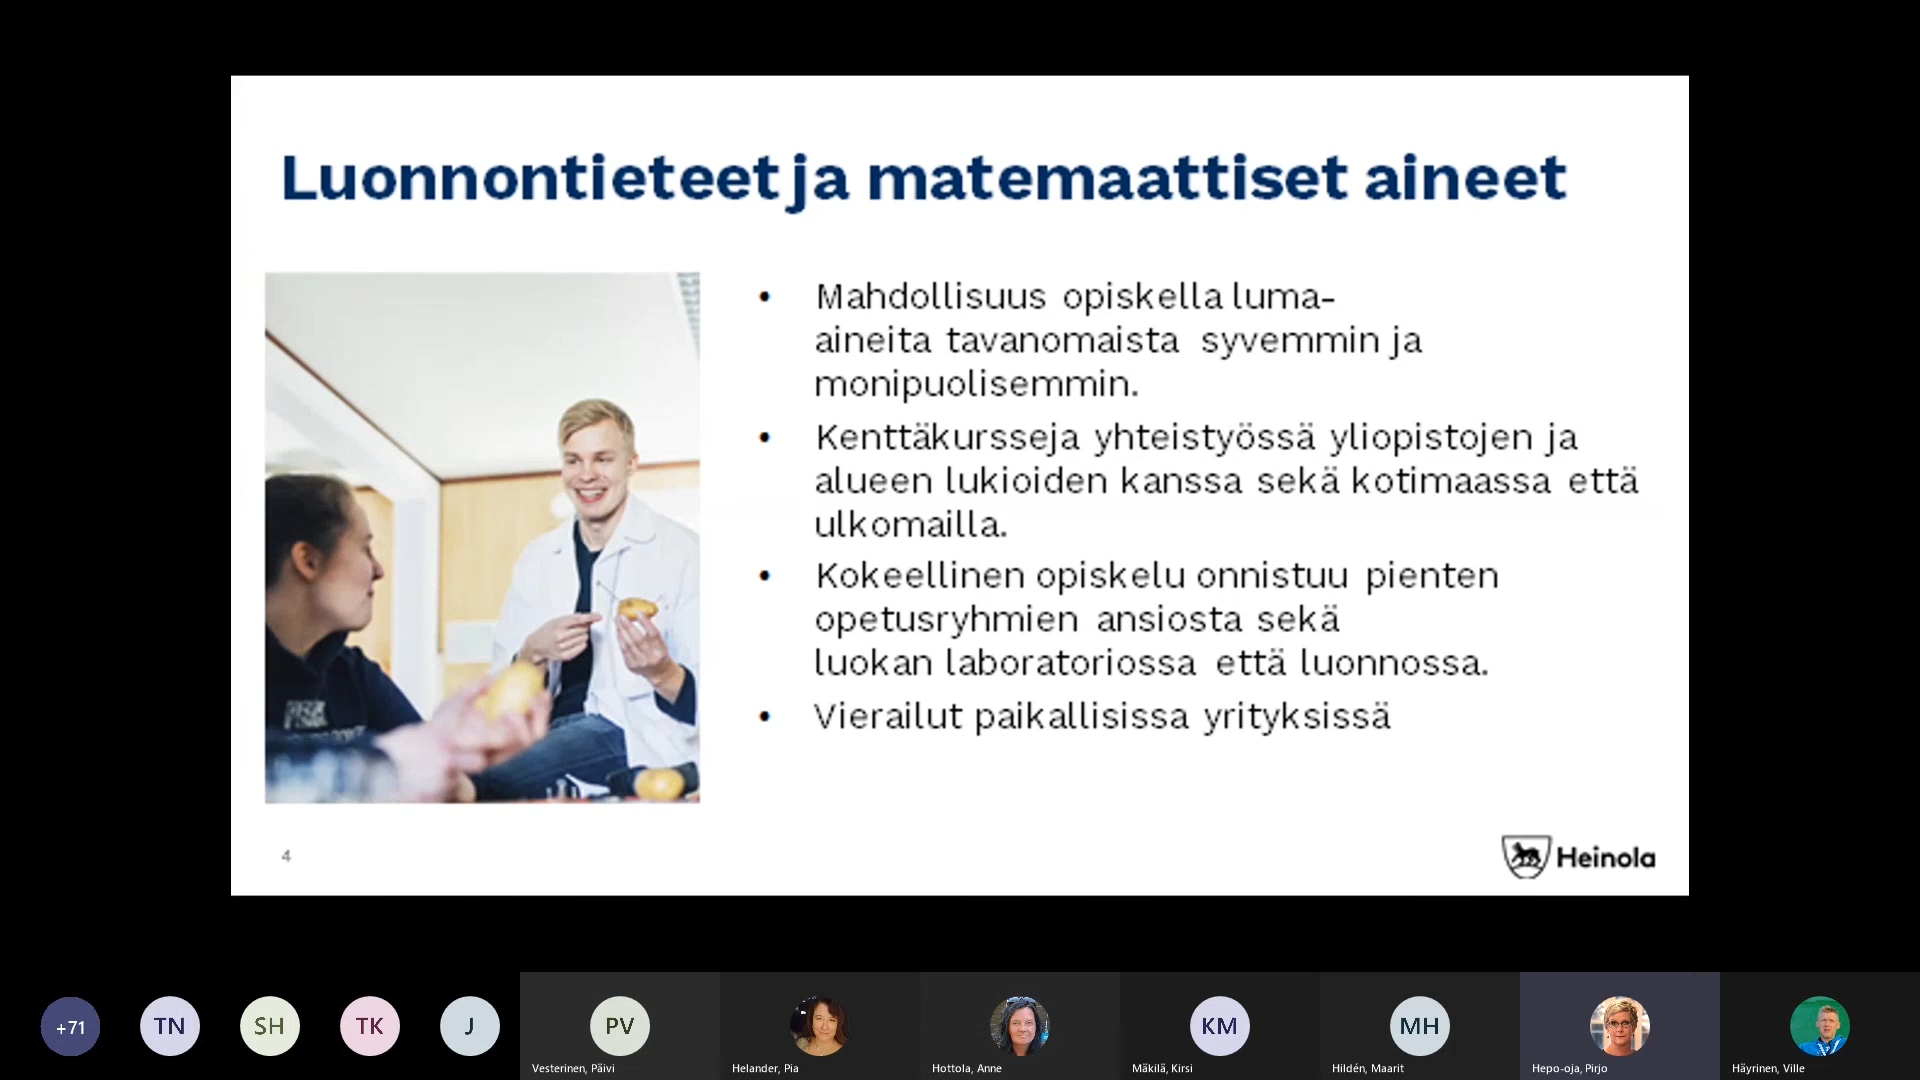 Luonnontieteet ja matemaattiset aineet
• Mahdollisuus opiskella luma-
aineita tavanomaista syvemmin ja
monipuolisemmin.
• Kenttäkursseja yhteistyössä yliopistojen ja
alueen lukioiden kanssa sekä kotimaassa että
ulkomailla.
• Kokeellinen opiskelu onnistuu pienten
opetusryhmien ansiosta sekä
luokan laboratoriossa että luonnossa.
• Vierailut paikallisissa yrityksissä
4
Heinola
+71
TN
SH
TK
J
PV
KM
MH
Vesterinen, Päivi
Helander, Pia
Hottola, Anne
Mäkilä, Kirsi
Hildén, Maarit
Hepo-oja, Pirjo
Häyrinen, Ville